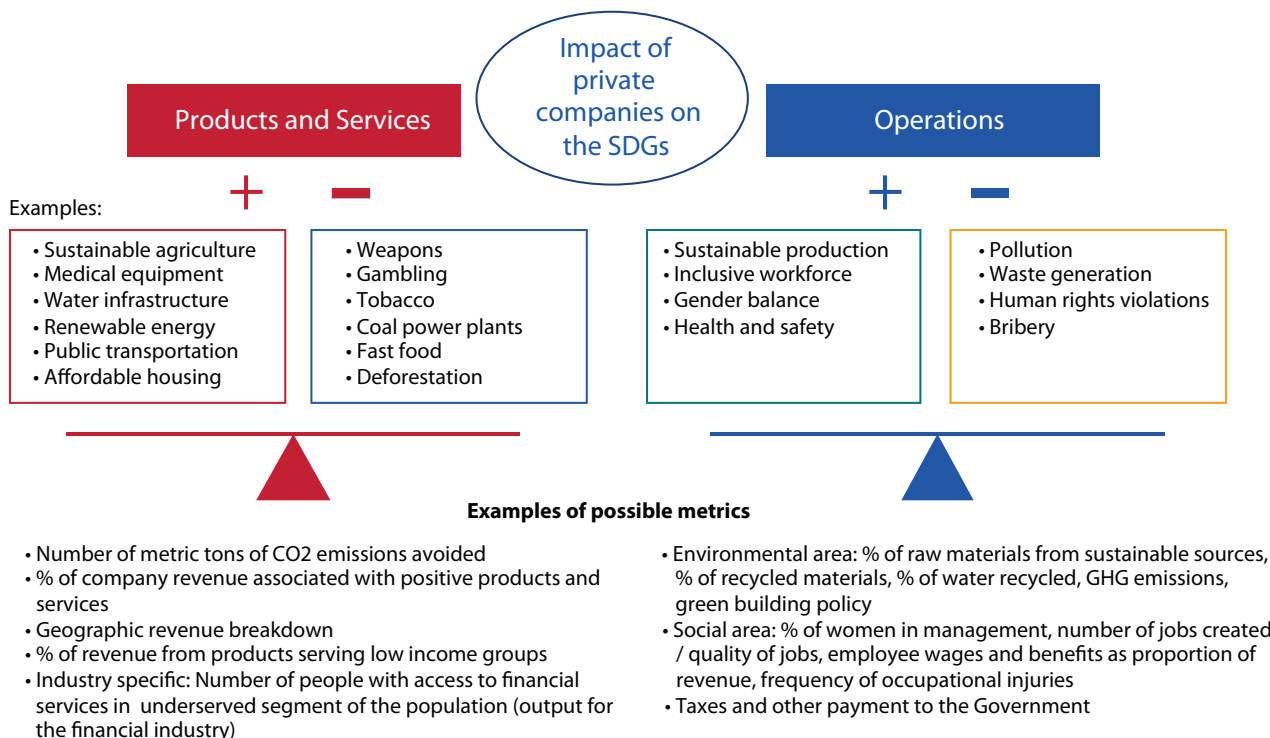 Impact of
private
companies on
the SDGs
Products and Services
Operations
+
-
+
-
Examples:
• Sustainable agriculture
• Medical equipment
• Water infrastructure
• Renewable energy
• Public transportation
• Affordable housing
• Weapons
• Gambling
• Tobacco
• Coal power plants
• Fast food
• Deforestation
• Sustainable production
• Inclusive workforce
• Gender balance
• Health and safety
• Pollution
• Waste generation
• Human rights violations
• Bribery
Examples of possible metrics
• Number of metric tons of CO2 emissions avoided
• % of company revenue associated with positive products and
services
• Geographic revenue breakdown
• % of revenue from products serving low income groups
• Industry specific: Number of people with access to financial
services in underserved segment of the population (output for
the financial industry)
• Environmental area: % of raw materials from sustainable sources,
% of recycled materials, % of water recycled, GHG emissions,
green building policy
• Social area: % of women in management, number of jobs created
/ quality of jobs, employee wages and benefits as proportion of
revenue, frequency of occupational injuries
• Taxes and other payment to the Government